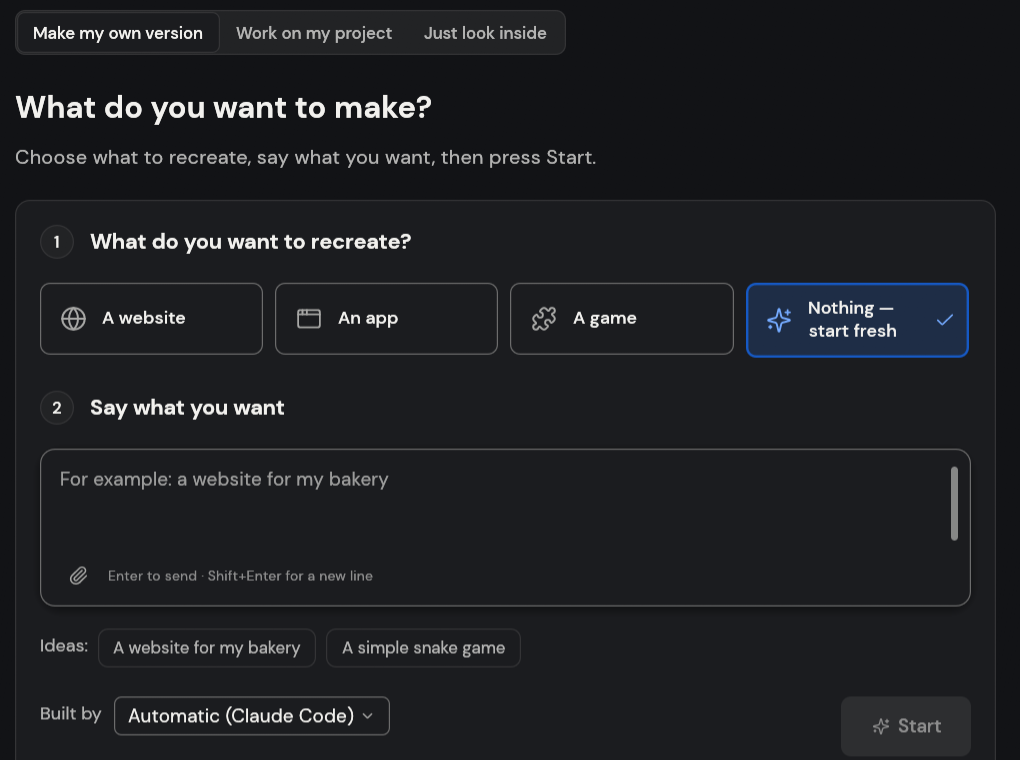 Make my own version Work on my project Just look inside
What do you want to make?
Choose what to recreate, say what you want, then press Start.
1 What do you want to recreate?
A website
An app
A game
Nothing —
start fresh
2 Say what you want
For example: a website for my bakery
Enter to send · Shift+Enter for a new line
Ideas: A website for my bakery A simple snake game
Built by Automatic (Claude Code)
Start